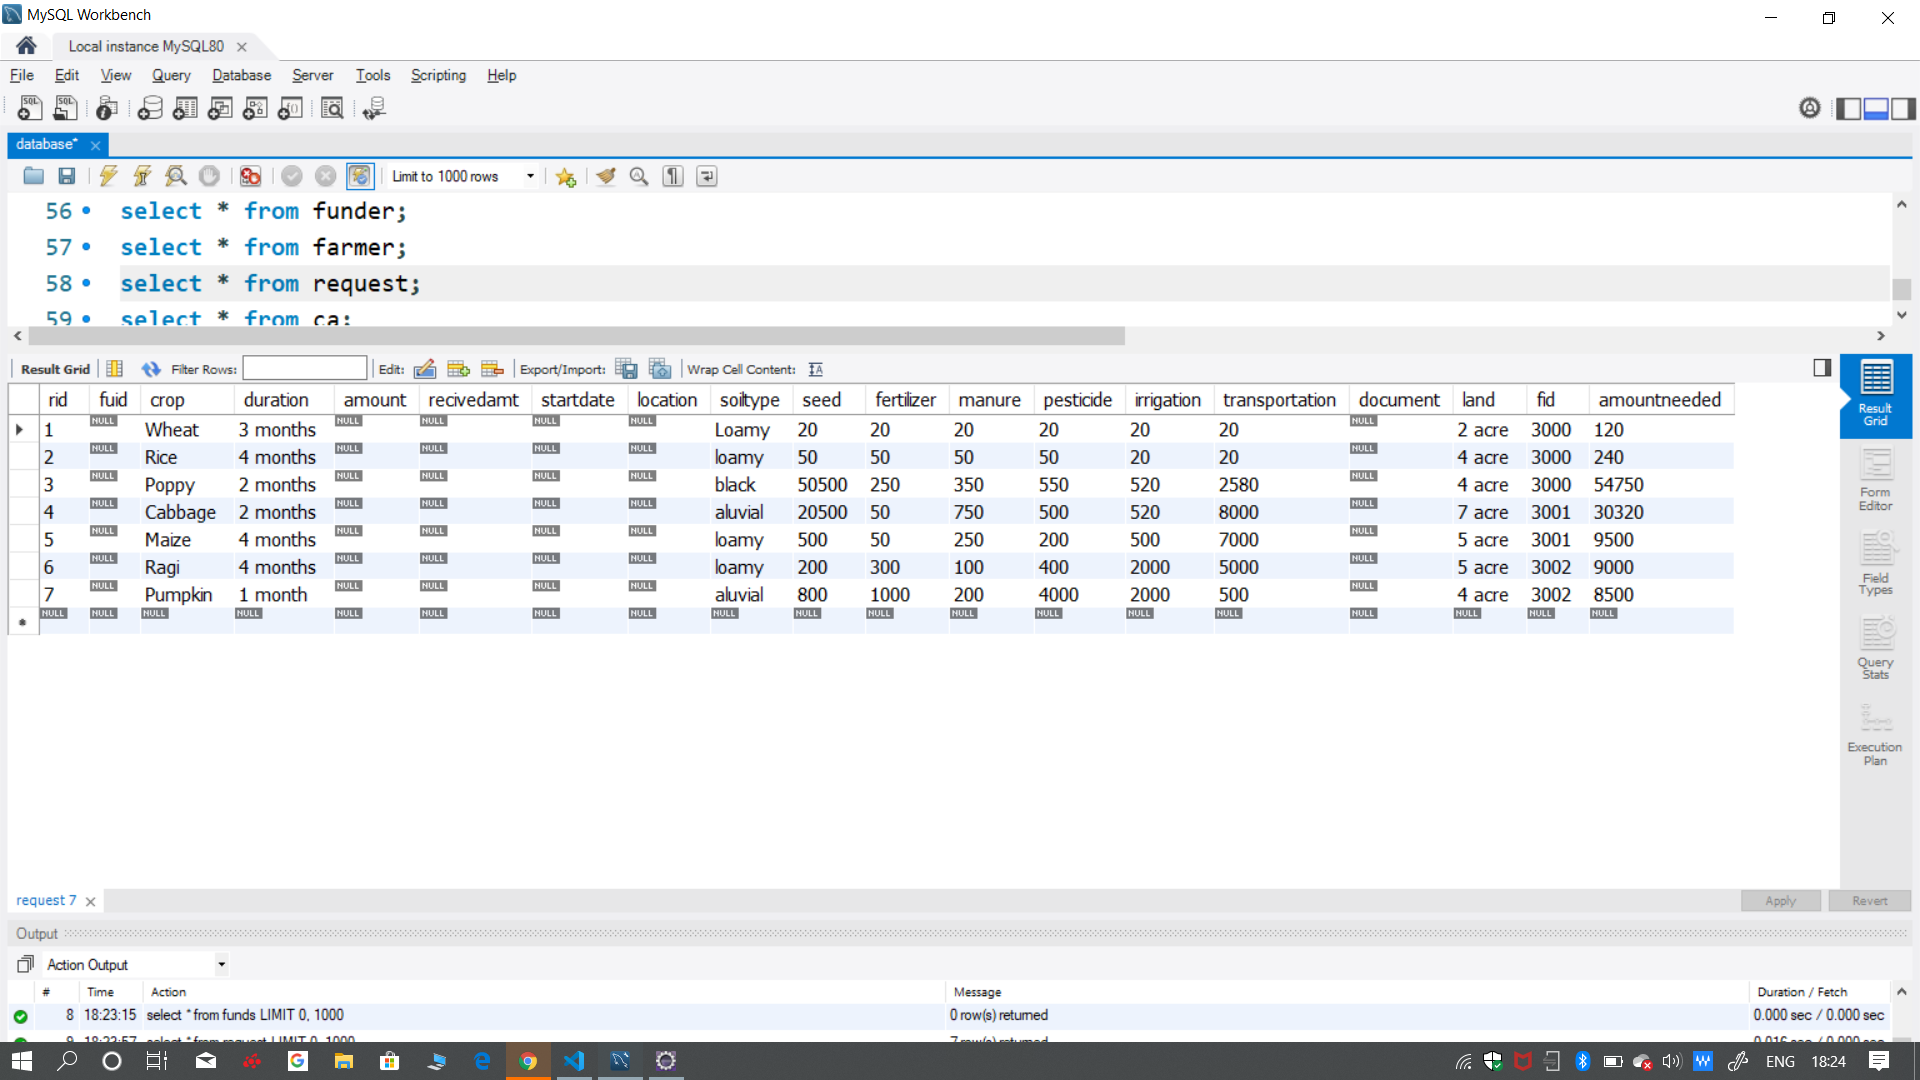 MySQL Workbench
Local instance MySQL80
File Edit View Query Database Server Tools Scripting Help
SQL SQL
database*
Limit to 1000 rows
56 select * from funder;
57 select * from farmer;
58 select * from request;
59 select * from ca;
Result Grid Filter Rows: Edit: Export/Import: Wrap Cell Content:
rid fuid crop duration amount recivedamt startdate location soiltype seed fertilizer manure pesticide irrigation transportation document land fid amountneeded
1 NULL Wheat 3 months NULL NULL NULL NULL Loamy 20 20 20 20 20 20 NULL 2 acre 3000 120
2 NULL Rice 4 months NULL NULL NULL NULL loamy 50 50 50 50 20 20 NULL 4 acre 3000 240
3 NULL Poppy 2 months NULL NULL NULL NULL black 50500 250 350 550 520 2580 NULL 4 acre 3000 54750
4 NULL Cabbage 2 months NULL NULL NULL NULL aluvial 20500 50 750 500 520 8000 NULL 7 acre 3001 30320
5 NULL Maize 4 months NULL NULL NULL NULL loamy 500 50 250 200 500 7000 NULL 5 acre 3001 9500
6 NULL Ragi 4 months NULL NULL NULL NULL loamy 200 300 100 400 2000 5000 NULL 5 acre 3002 9000
7 NULL Pumpkin 1 month NULL NULL NULL NULL aluvial 800 1000 200 4000 2000 500 NULL 4 acre 3002 8500
NULL NULL NULL NULL NULL NULL NULL NULL NULL NULL NULL NULL NULL NULL NULL NULL NULL NULL NULL
Result
Grid
Form
Editor
Field
Types
Query
Stats
Execution
Plan
request 7
Apply Revert
Output
Action Output
# Time Action Message Duration / Fetch
8 18:23:15 select * from funds LIMIT 0, 1000 0 row(s) returned 0.000 sec / 0.000 sec
9 18:23:57 select * from request LIMIT 0, 1000 7 row(s) returned 0.016 sec / 0.000 sec
ENG 18:24